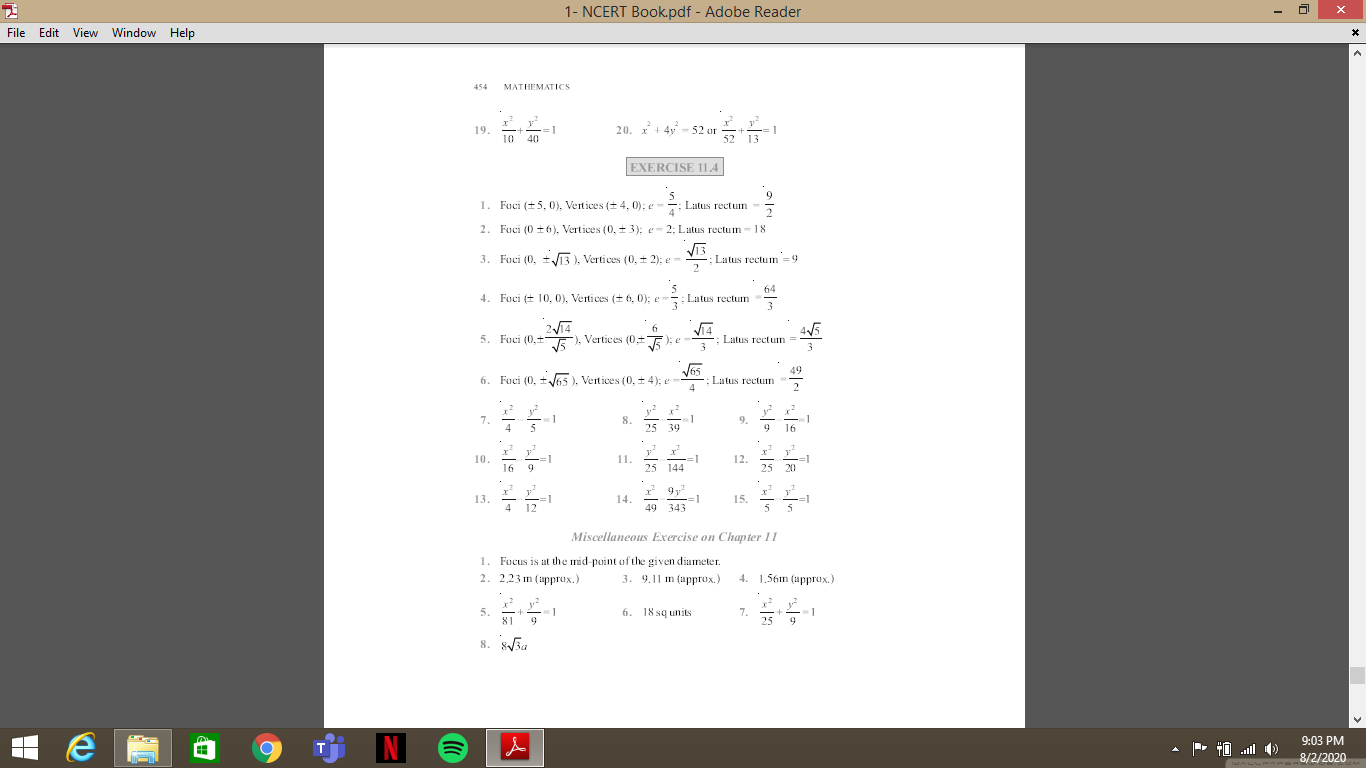 1- NCERT Book.pdf - Adobe Reader
File Edit View Window Help
454 MATHEMATICS
19. x²/10 + y²/40 = 1 20. x² + 4y² = 52 or x²/52 + y²/13 = 1
EXERCISE 11.4
1. Foci (± 5, 0), Vertices (± 4, 0); e = 5/4; Latus rectum = 9/2
2. Foci (0 ± 6), Vertices (0, ± 3); e = 2; Latus rectum = 18
3. Foci (0, ±√13), Vertices (0, ± 2); e = √13/2; Latus rectum = 9
4. Foci (± 10, 0), Vertices (± 6, 0); e = 5/3; Latus rectum = 64/3
5. Foci (0,± 2√14/√5), Vertices (0,± 6/√5); e = √14/3; Latus rectum = 4√5/3
6. Foci (0, ±√65), Vertices (0, ± 4); e = √65/4; Latus rectum = 49/2
7. x²/4 - y²/5 = 1 8. y²/25 - x²/39 = 1 9. y²/9 - x²/16 = 1
10. x²/16 - y²/9 = 1 11. y²/25 - x²/144 = 1 12. x²/25 - y²/20 = 1
13. x²/4 - y²/12 = 1 14. x²/49 - 9y²/343 = 1 15. x²/5 - y²/5 = 1
Miscellaneous Exercise on Chapter 11
1. Focus is at the mid-point of the given diameter.
2. 2.23 m (approx.) 3. 9.11 m (approx.) 4. 1.56m (approx.)
5. x²/81 + y²/9 = 1 6. 18 sq units 7. x²/25 + y²/9 = 1
8. 8√3a
9:03 PM
8/2/2020